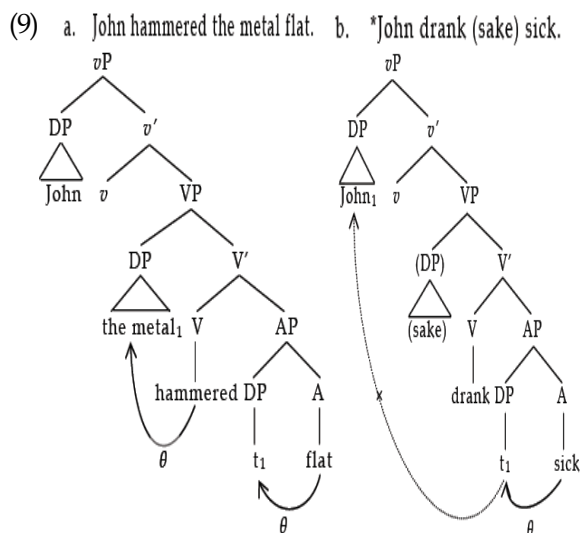 (9) a. John hammered the metal flat. b. *John drank (sake) sick.
vP vP
DP v' DP v'
John v VP John₁ v VP
DP V' (DP) V'
the metal₁ V AP (sake) V AP
hammered DP A drank DP A
x
θ t₁ flat t₁ sick
θ θ